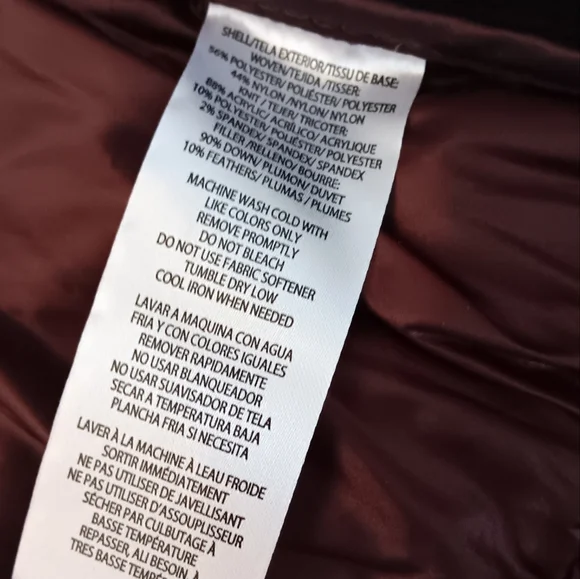 SHELL/TELA EXTERIOR/TISSU DE BASE:
WOVEN/TEJIDA /TISSER:
56% POLYESTER/ POLIÉSTER/ POLYESTER
44% NYLON /NYLON/ NYLON
KNIT / TEJER/ TRICOTER:
88% ACRYLIC/ ACRÍLICO/ ACRYLIQUE
10% POLYESTER/ POLIÉSTER/ POLYESTER
2% SPANDEX/ SPANDEX/ SPANDEX
FILLER /RELLENO/ BOURRE:
90% DOWN/ PLUMON/ DUVET
10% FEATHERS/ PLUMAS / PLUMES
MACHINE WASH COLD WITH
LIKE COLORS ONLY
REMOVE PROMPTLY
DO NOT BLEACH
DO NOT USE FABRIC SOFTENER
TUMBLE DRY LOW
COOL IRON WHEN NEEDED
LAVAR A MAQUINA CON AGUA
FRIA Y CON COLORES IGUALES
REMOVER RAPIDAMENTE
NO USAR BLANQUEADOR
NO USAR SUAVISADOR DE TELA
SECAR A TEMPERATURA BAJA
PLANCHA FRIA SI NECESITA
LAVER À LA MACHINE À L'EAU FROIDE
SORTIR IMMÉDIATEMENT
NE PAS UTILISER DE JAVELLISANT
NE PAS UTILISER D'ASSOUPLISSEUR
SÉCHER PAR CULBUTAGE À
BASSE TEMPÉRATURE
REPASSER, ALI BESOIN, À
TRES BASSE